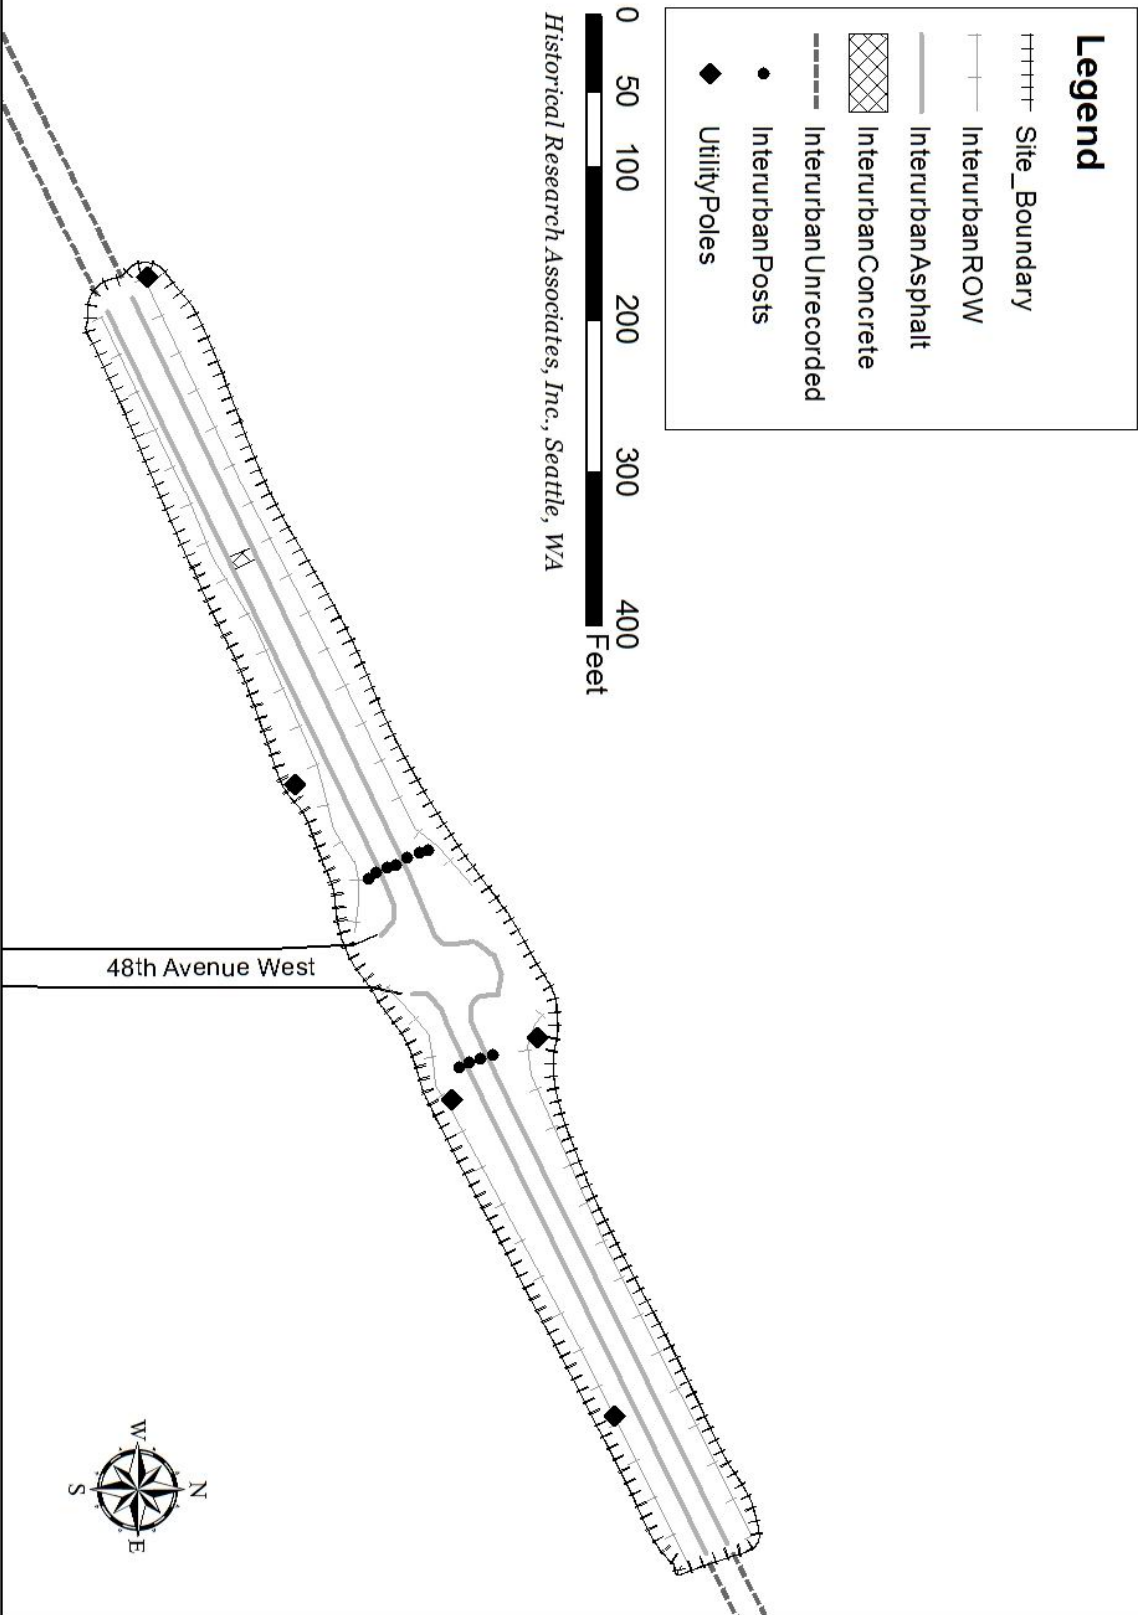 Legend
Site_Boundary
InterurbanROW
InterurbanAsphalt
InterurbanConcrete
InterurbanUnrecorded
InterurbanPosts
UtilityPoles
0 50 100 200 300 400
Feet
Historical Research Associates, Inc., Seattle, WA
48th Avenue West
N
W
E
S